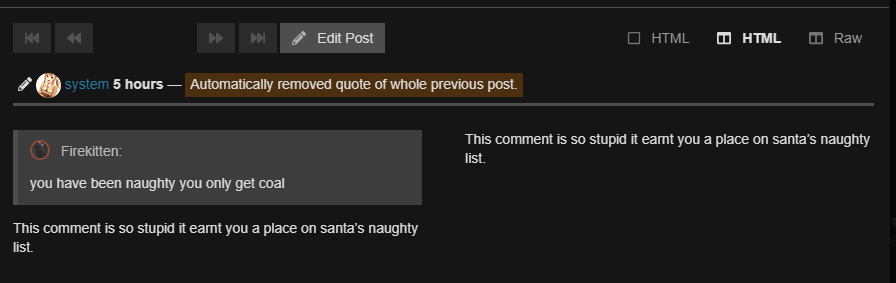 Edit Post HTML HTML Raw
system 5 hours — Automatically removed quote of whole previous post.
Firekitten:
you have been naughty you only get coal
This comment is so stupid it earnt you a place on santa's naughty
list.
This comment is so stupid it earnt you a place on santa's naughty
list.